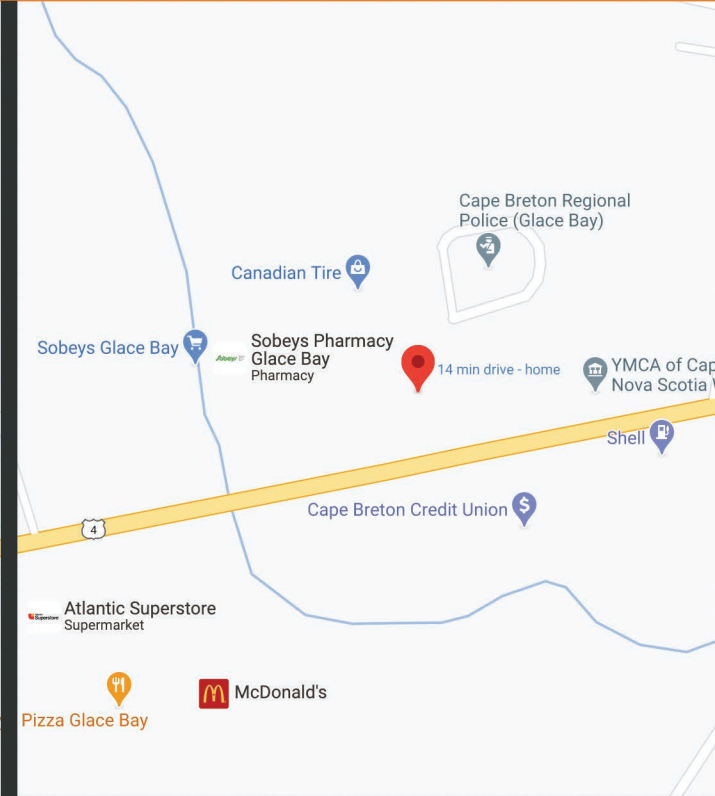 Cape Breton Regional
Police (Glace Bay)
Canadian Tire
Sobeys Glace Bay
Sobeys
Sobeys Pharmacy
Glace Bay
Pharmacy
14 min drive - home
YMCA of Cap
Nova Scotia
Shell
4
Cape Breton Credit Union
$
Superstore
Atlantic Superstore
Supermarket
McDonald's
Pizza Glace Bay